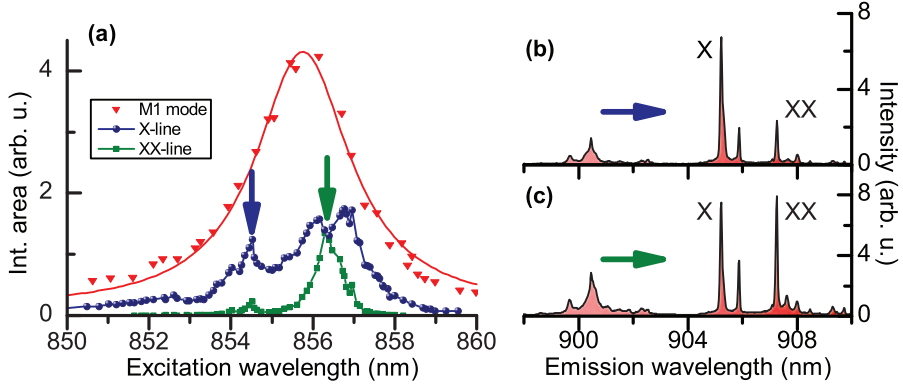 (a)
4
2
0
Int. area (arb. u.)
M1 mode
X-line
XX-line
850 852 854 856 858 860
Excitation wavelength (nm)
(b)
X
XX
8
4
0
(c)
X
XX
8
4
0
Intensity (arb. u.)
900 904 908
Emission wavelength (nm)